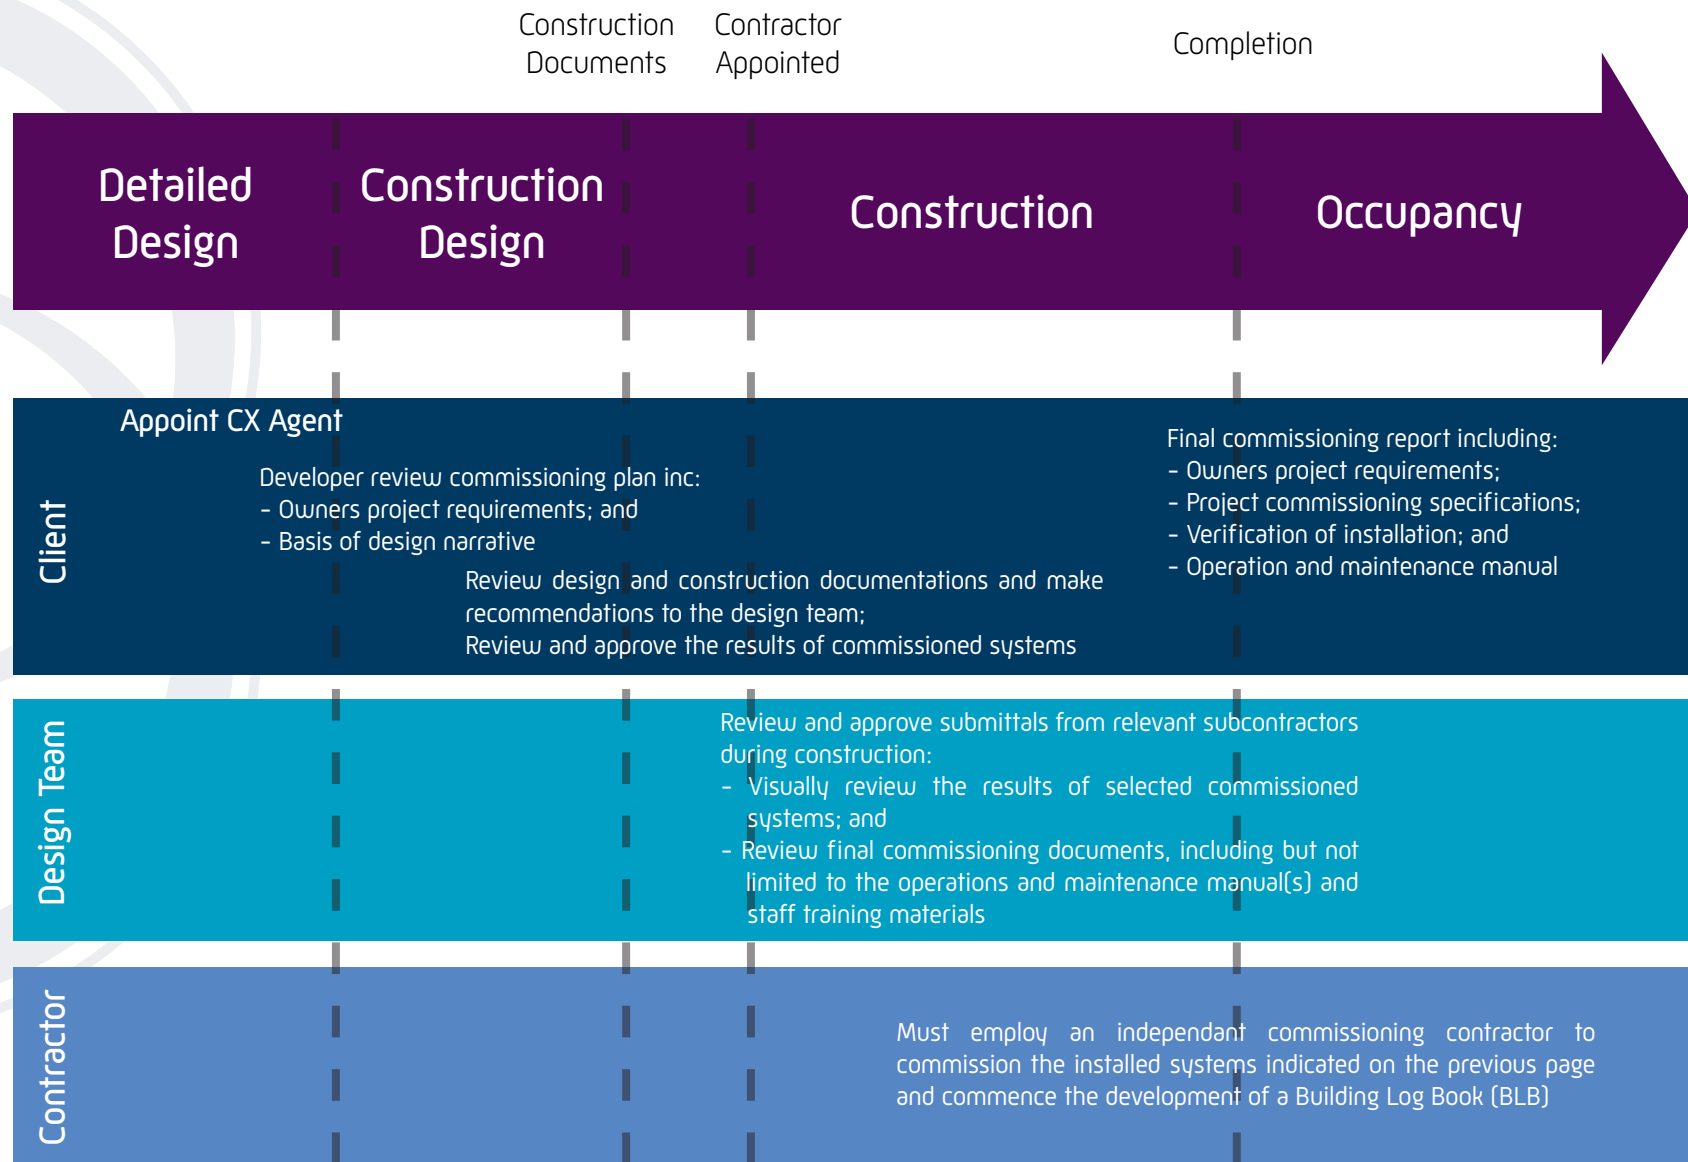 Construction
Documents
Contractor
Appointed
Completion
Detailed
Design
Construction
Design
Construction
Occupancy
Client
Appoint CX Agent
Developer review commissioning plan inc:
- Owners project requirements; and
- Basis of design narrative
Review design and construction documentations and make
recommendations to the design team;
Review and approve the results of commissioned systems
Final commissioning report including:
- Owners project requirements;
- Project commissioning specifications;
- Verification of installation; and
- Operation and maintenance manual
Design Team
Review and approve submittals from relevant subcontractors
during construction:
- Visually review the results of selected commissioned
systems; and
- Review final commissioning documents, including but not
limited to the operations and maintenance manual(s) and
staff training materials
Contractor
Must employ an independant commissioning contractor to
commission the installed systems indicated on the previous page
and commence the development of a Building Log Book (BLB)